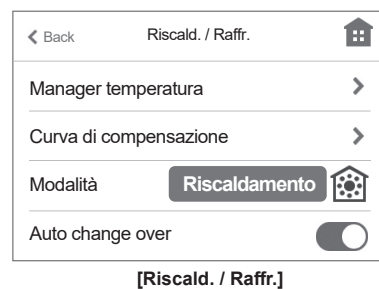 Back Riscald. / Raffr.
Manager temperatura
Curva di compensazione
Modalità Riscaldamento
Auto change over
[Riscald. / Raffr.]